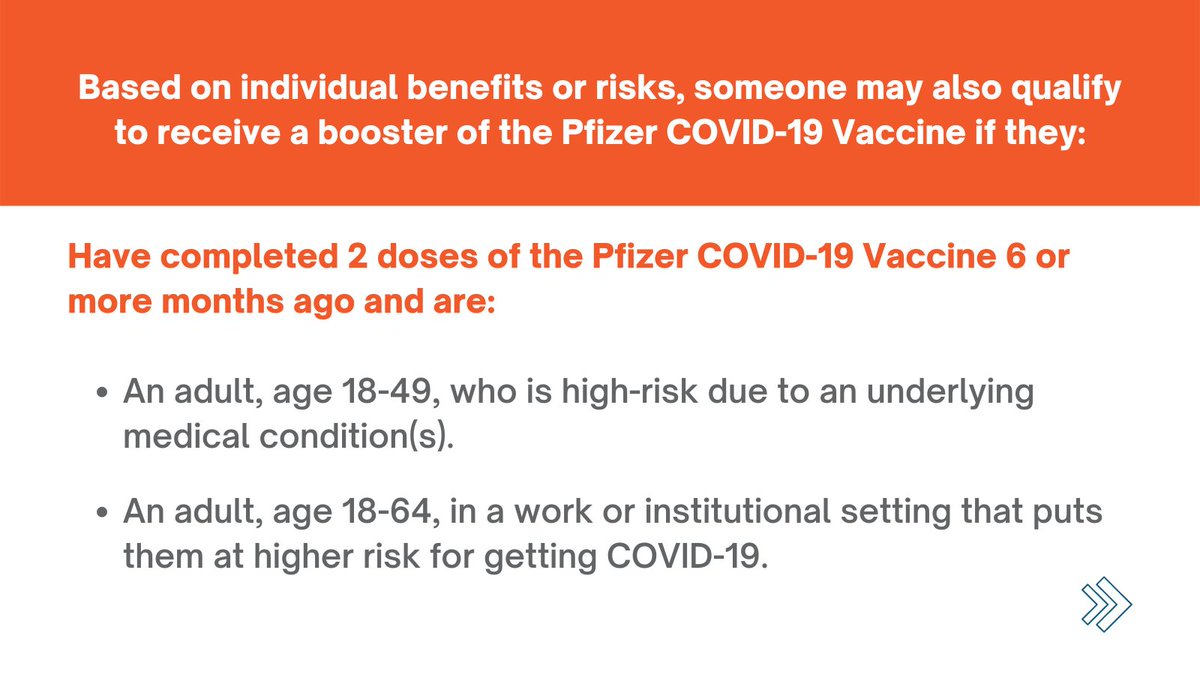 Based on individual benefits or risks, someone may also qualify
to receive a booster of the Pfizer COVID-19 Vaccine if they:
Have completed 2 doses of the Pfizer COVID-19 Vaccine 6 or
more months ago and are:
• An adult, age 18-49, who is high-risk due to an underlying
medical condition(s).
• An adult, age 18-64, in a work or institutional setting that puts
them at higher risk for getting COVID-19.